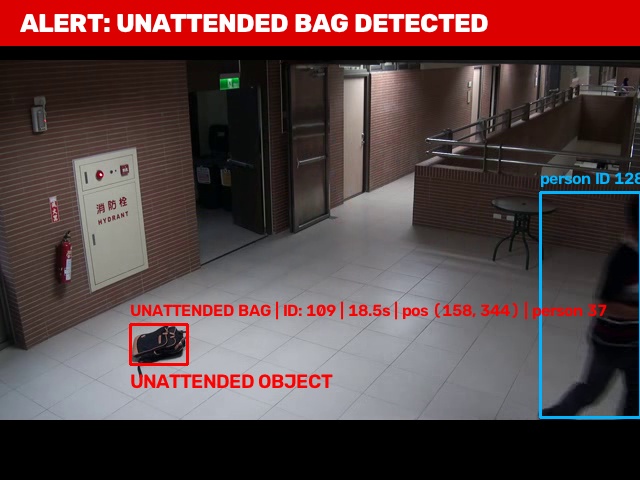 ALERT: UNATTENDED BAG DETECTED
person ID 128
消防栓
HYDRANT
UNATTENDED BAG | ID: 109 | 18.5s | pos (158, 344) | person 37
UNATTENDED OBJECT